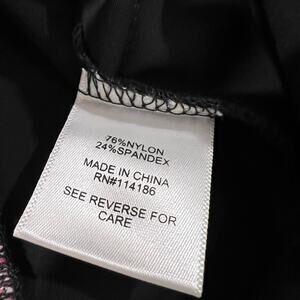 76%NYLON
24%SPANDEX
MADE IN CHINA
RN#114186
SEE REVERSE FOR
CARE